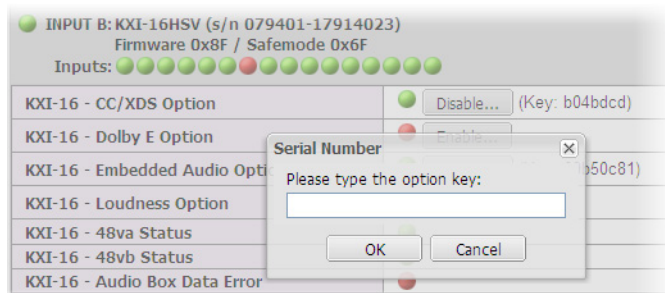 INPUT B: KXI-16HSV (s/n 079401-17914023)
Firmware 0x8F / Safemode 0x6F
Inputs:
KXI-16 - CC/XDS Option Disable... (Key: b04bdcd)
KXI-16 - Dolby E Option Enable...
Serial Number
KXI-16 - Embedded Audio Opti b50c81)
Please type the option key:
KXI-16 - Loudness Option
KXI-16 - 48va Status
OK Cancel
KXI-16 - 48vb Status
KXI-16 - Audio Box Data Error